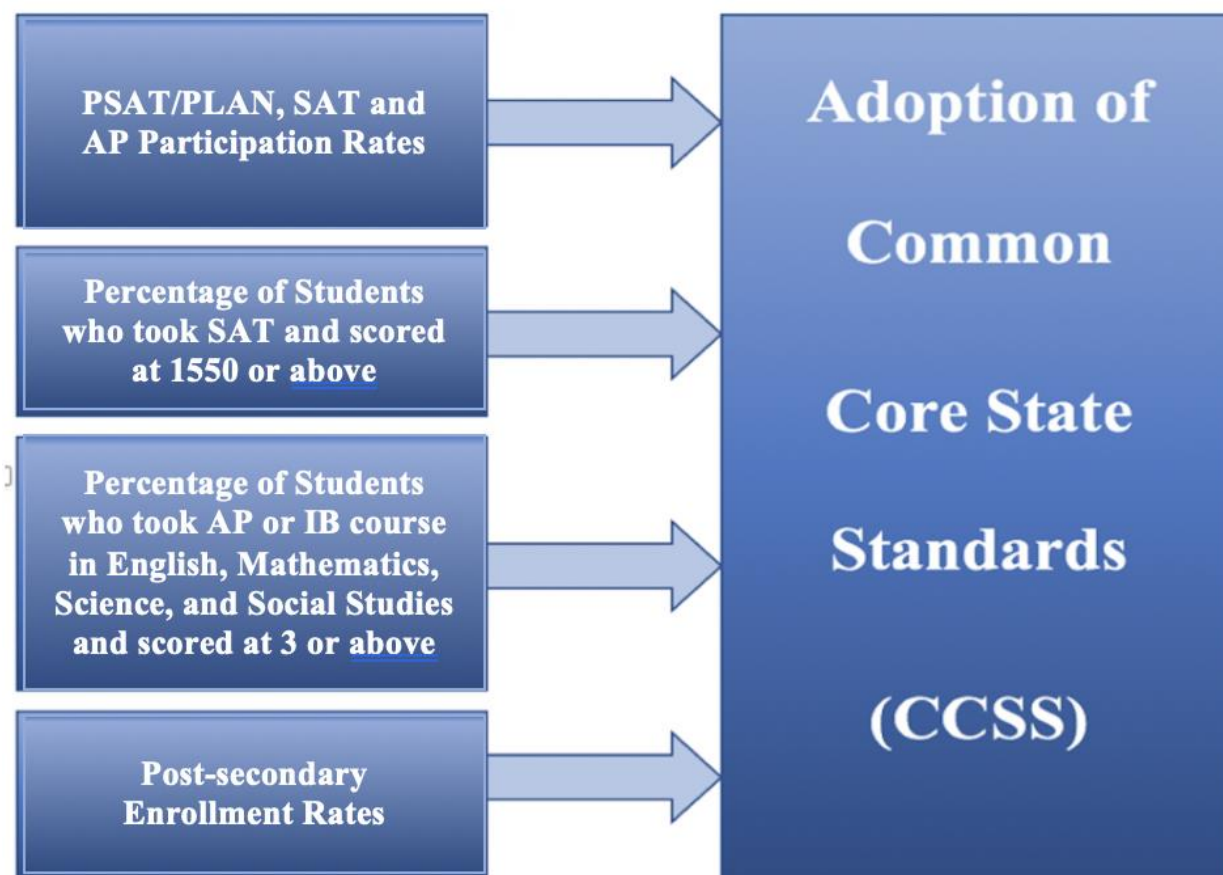 PSAT/PLAN, SAT and
AP Participation Rates
Percentage of Students
who took SAT and scored
at 1550 or above
Percentage of Students
who took AP or IB course
in English, Mathematics,
Science, and Social Studies
and scored at 3 or above
Post-secondary
Enrollment Rates
Adoption of
Common
Core State
Standards
(CCSS)